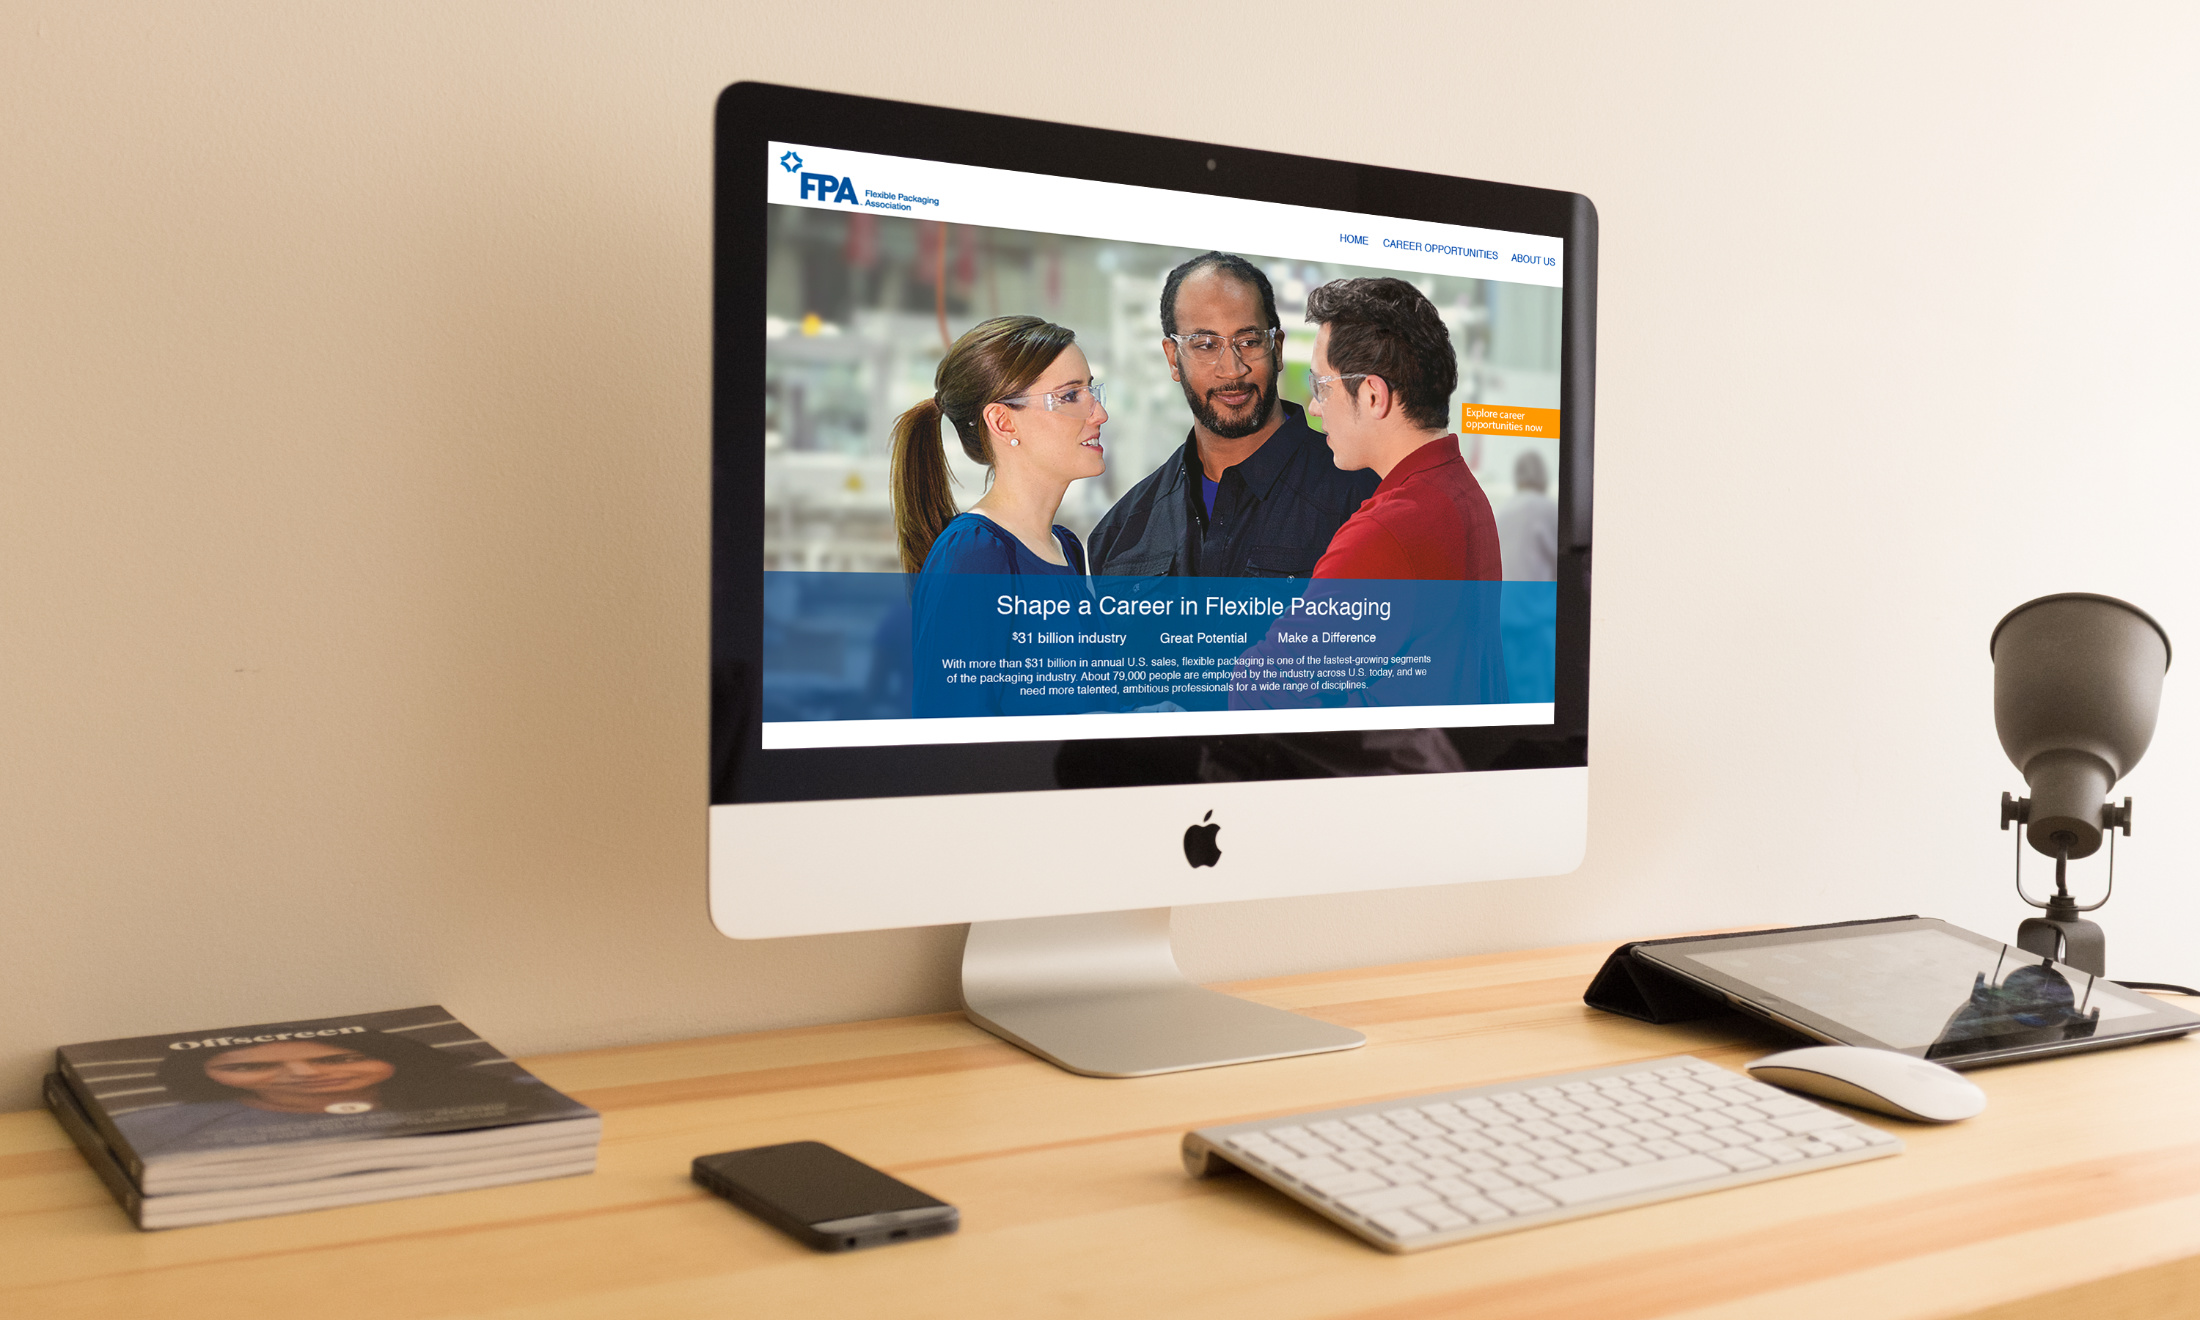 FPA
Flexible Packaging
Association
HOME CAREER OPPORTUNITIES ABOUT US
Explore career
opportunities now
Shape a Career in Flexible Packaging
$31 billion industry Great Potential Make a Difference
With more than $31 billion in annual U.S. sales, flexible packaging is one of the fastest-growing segments
of the packaging industry. About 79,000 people are employed by the industry across U.S. today, and we
need more talented, ambitious professionals for a wide range of disciplines.
Offscreen